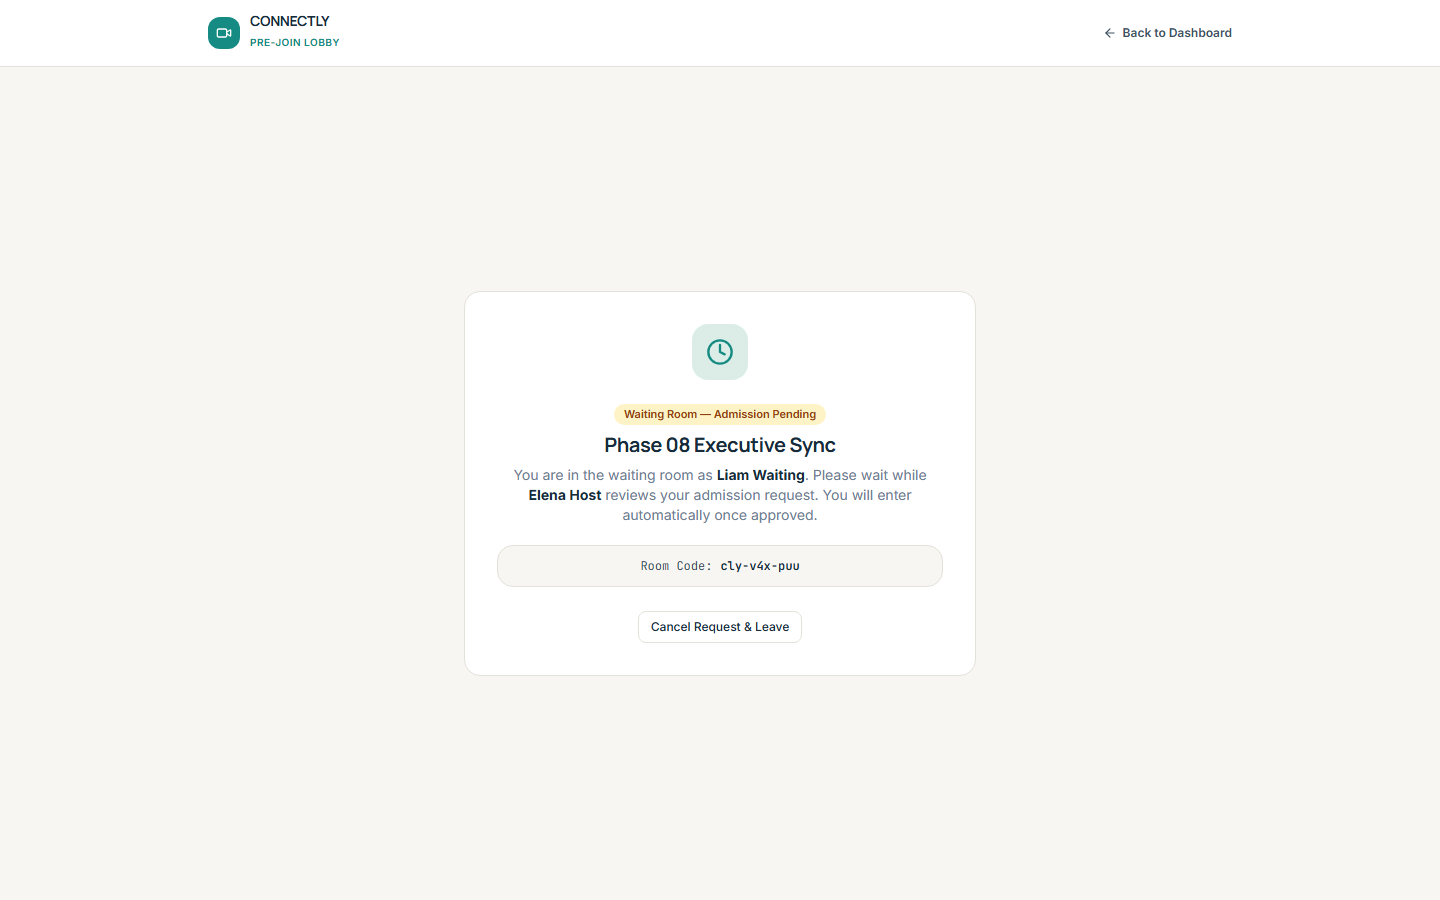 CONNECTLY
PRE-JOIN LOBBY
Back to Dashboard
Waiting Room — Admission Pending
Phase 08 Executive Sync
You are in the waiting room as Liam Waiting. Please wait while
Elena Host reviews your admission request. You will enter
automatically once approved.
Room Code: cly-v4x-puu
Cancel Request & Leave